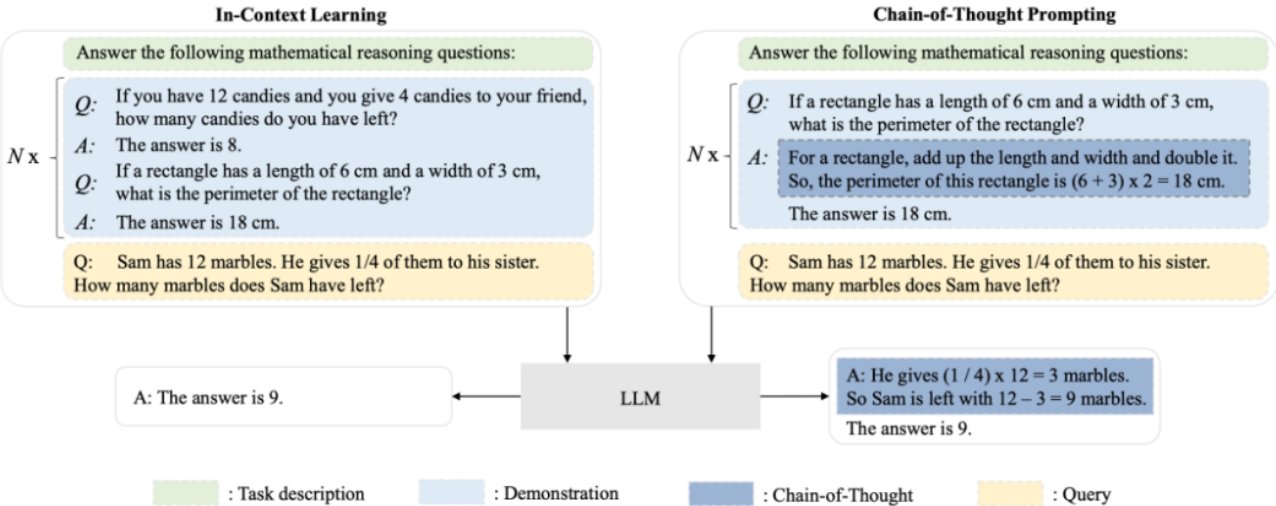 In-Context Learning
Answer the following mathematical reasoning questions:
N x
Q: If you have 12 candies and you give 4 candies to your friend,
how many candies do you have left?
A: The answer is 8.
Q: If a rectangle has a length of 6 cm and a width of 3 cm,
what is the perimeter of the rectangle?
A: The answer is 18 cm.
Q: Sam has 12 marbles. He gives 1/4 of them to his sister.
How many marbles does Sam have left?
Chain-of-Thought Prompting
Answer the following mathematical reasoning questions:
N x
Q: If a rectangle has a length of 6 cm and a width of 3 cm,
what is the perimeter of the rectangle?
A: For a rectangle, add up the length and width and double it.
So, the perimeter of this rectangle is (6 + 3) x 2 = 18 cm.
The answer is 18 cm.
Q: Sam has 12 marbles. He gives 1/4 of them to his sister.
How many marbles does Sam have left?
A: The answer is 9.
LLM
A: He gives (1 / 4) x 12 = 3 marbles.
So Sam is left with 12 – 3 = 9 marbles.
The answer is 9.
: Task description
: Demonstration
: Chain-of-Thought
: Query